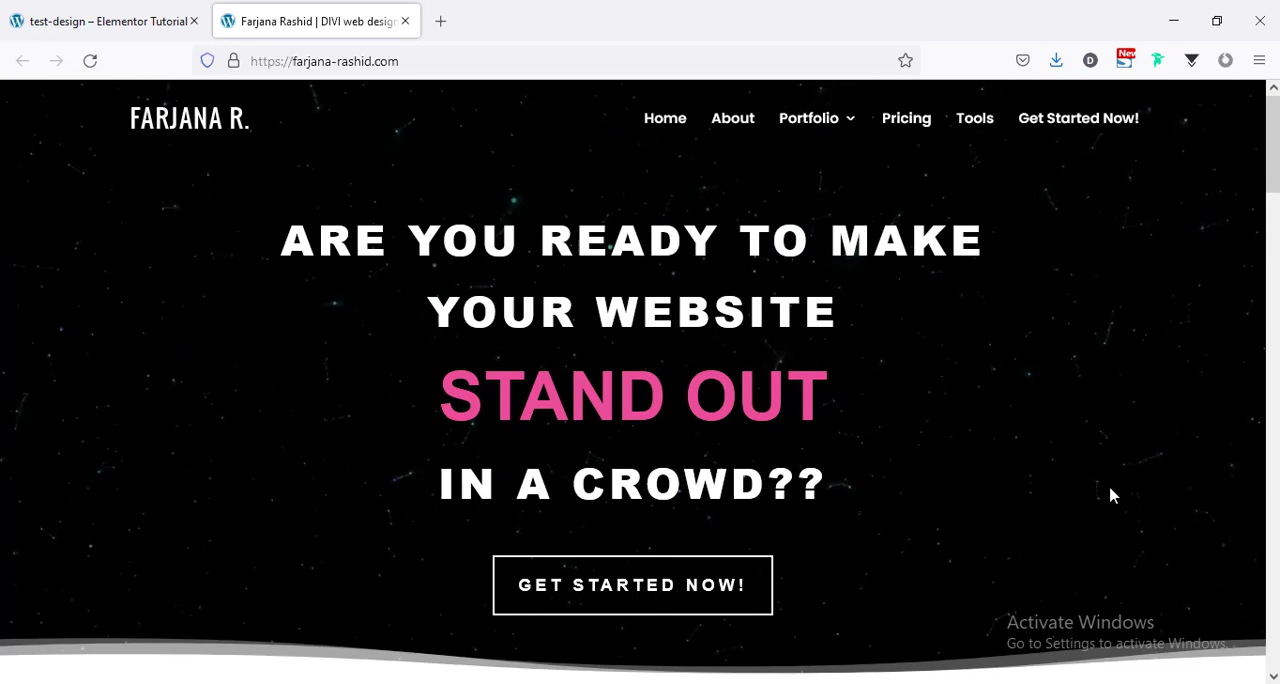 test-design – Elementor Tutorial
Farjana Rashid | DIVI web design
https://farjana-rashid.com
D
New
FARJANA R.
Home About Portfolio Pricing Tools Get Started Now!
ARE YOU READY TO MAKE
YOUR WEBSITE
STAND OUT
IN A CROWD??
GET STARTED NOW!
Activate Windows
Go to Settings to activate Windows.